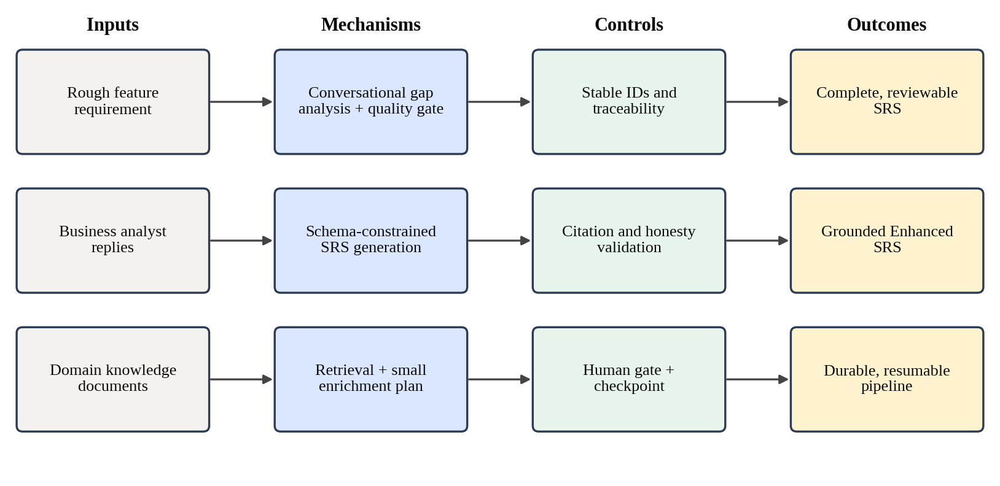 Inputs
Mechanisms
Controls
Outcomes
Rough feature
requirement
Conversational gap
analysis + quality gate
Stable IDs and
traceability
Complete, reviewable
SRS
Business analyst
replies
Schema-constrained
SRS generation
Citation and honesty
validation
Grounded Enhanced
SRS
Domain knowledge
documents
Retrieval + small
enrichment plan
Human gate +
checkpoint
Durable, resumable
pipeline